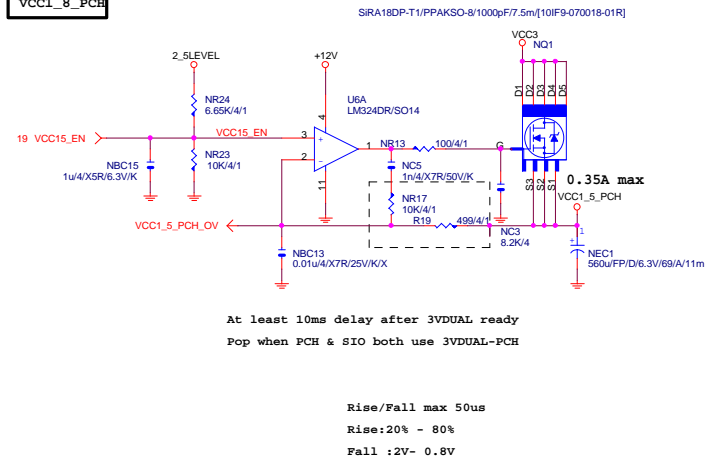 VCC1_8_PCH
SiRA18DP-T1/PPAKSO-8/1000pF/7.5m/[10IF9-070018-01R]
VCC3
NQ1
2_5LEVEL
+12V
D1
D2
D3
D4
D5
NR24
6.65K/4/1
U6A
LM324DR/SO14
4
19 VCC15_EN
VCC15_EN
3
+
1
NR13
100/4/1
G
2
-
NBC15
1u/4/X5R/6.3V/K
NR23
10K/4/1
11
NC5
1n/4/X7R/50V/K
S3
S2
S1
0.35A max
VCC1_5_PCH
NR17
10K/4/1
VCC1_5_PCH_OV
R19
499/4/1
NC3
8.2K/4
1
+
NEC1
560u/FP/D/6.3V/69/A/11m
NBC13
0.01u/4/X7R/25V/K/X
At least 10ms delay after 3VDUAL ready
Pop when PCH & SIO both use 3VDUAL-PCH
Rise/Fall max 50us
Rise:20% - 80%
Fall :2V- 0.8V